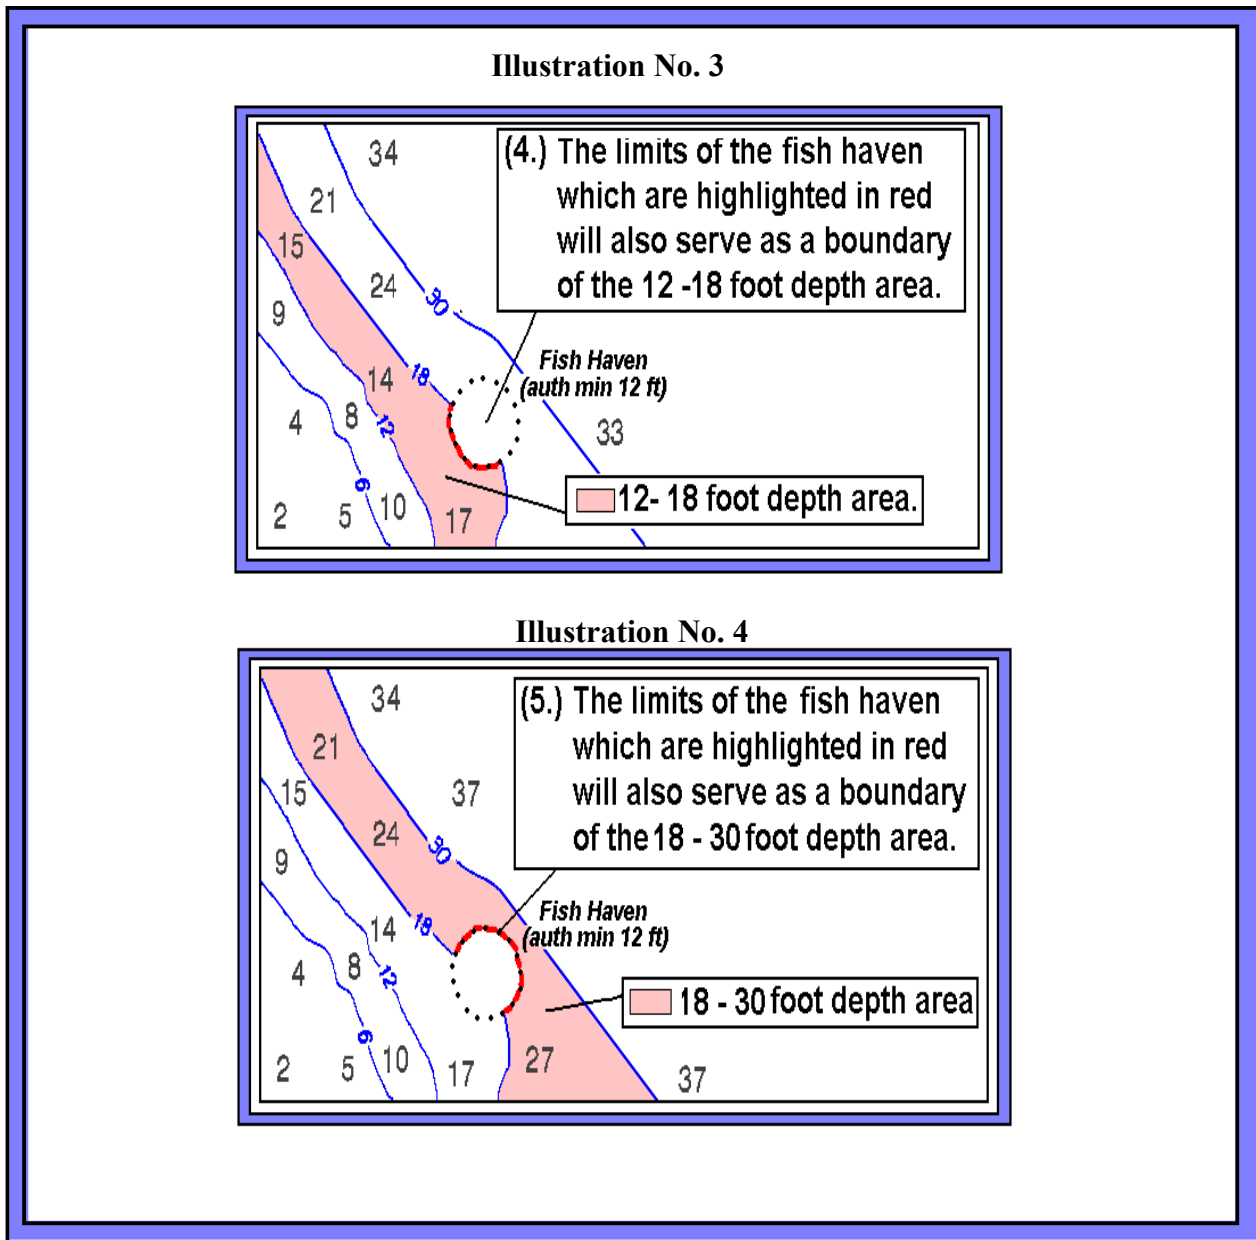 Illustration No. 3
34
(4.) The limits of the fish haven
which are highlighted in red
will also serve as a boundary
of the 12 -18 foot depth area.
21
15
24
30
9
Fish Haven
(auth min 12 ft)
14
18
4
8
12
33
6
12- 18 foot depth area.
2
5
10
17
Illustration No. 4
34
(5.) The limits of the fish haven
which are highlighted in red
will also serve as a boundary
of the 18 - 30 foot depth area.
21
15
37
24
30
9
Fish Haven
(auth min 12 ft)
14
18
4
8
12
18 - 30 foot depth area
6
2
5
10
17
27
37